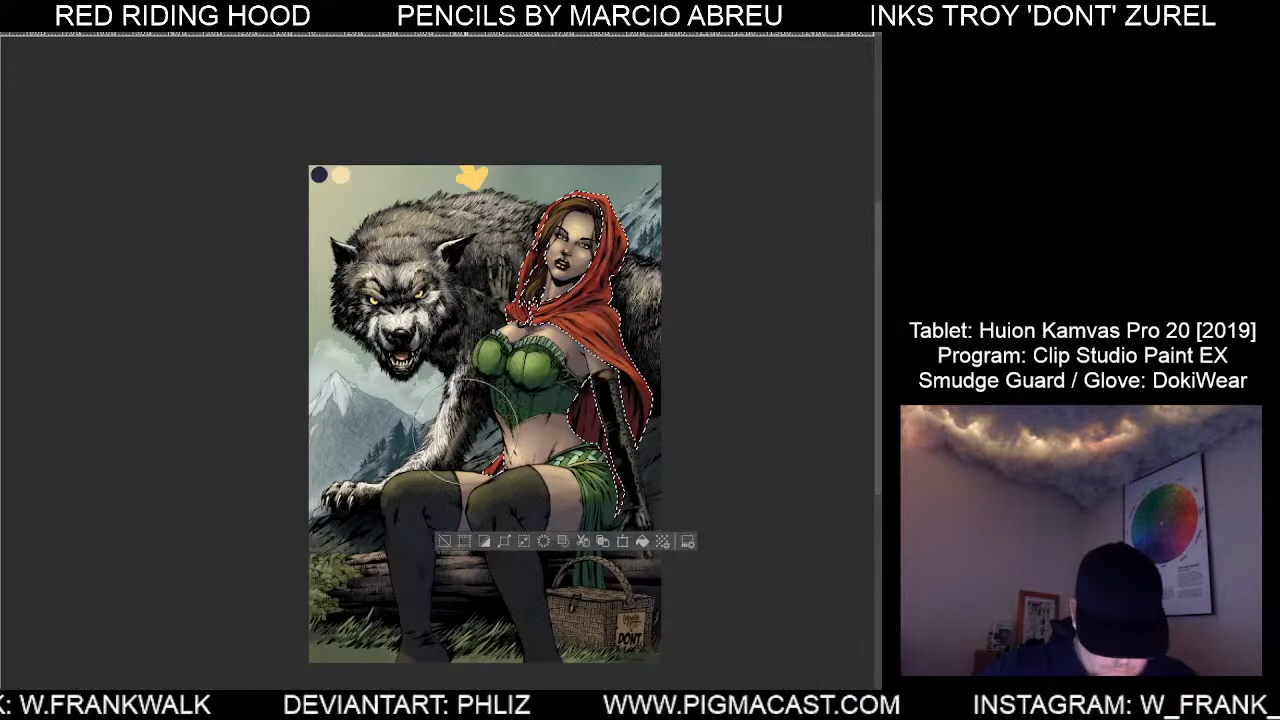 RED RIDING HOOD PENCILS BY MARCIO ABREU INKS TROY 'DONT' ZUREL
Tablet: Huion Kamvas Pro 20 [2019]
Program: Clip Studio Paint EX
Smudge Guard / Glove: DokiWear
DONT
K: W.FRANKWALK DEVIANTART: PHLIZ WWW.PIGMACAST.COM INSTAGRAM: W_FRANK